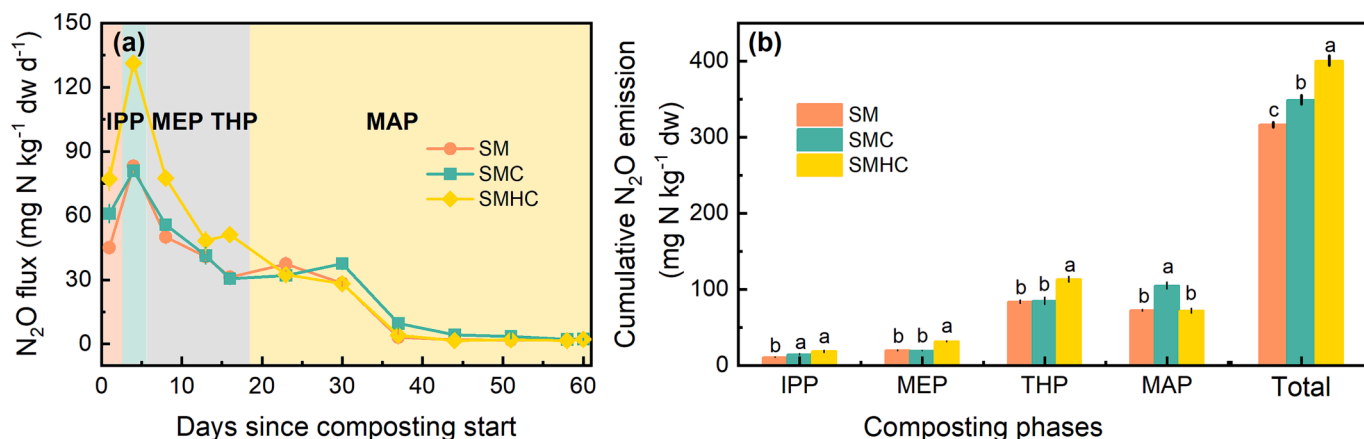 (a)
N₂O flux (mg N kg⁻¹ dw d⁻¹)
150
120
90
60
30
0
IPP MEP THP MAP
SM
SMC
SMHC
0 10 20 30 40 50 60
Days since composting start
(b)
Cumulative N₂O emission
(mg N kg⁻¹ dw)
400
300
200
100
0
SM
SMC
SMHC
b a a
b b a
b b a
b a b
c b a
IPP MEP THP MAP Total
Composting phases